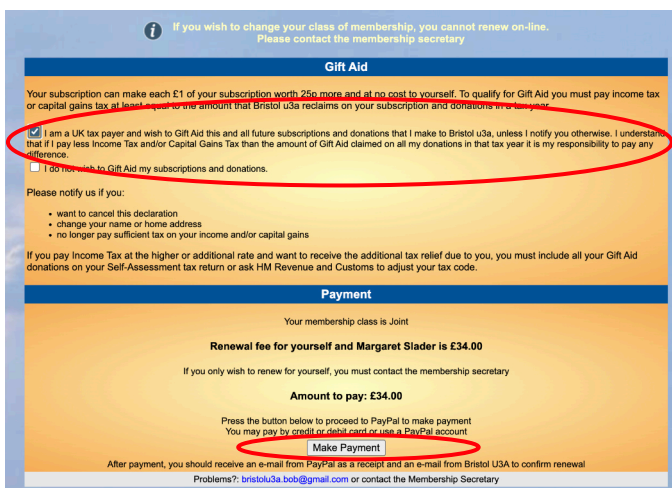 If you wish to change your class of membership, you cannot renew on-line.
Please contact the membership secretary
Gift Aid
Your subscription can make each £1 of your subscription worth 25p more and at no cost to yourself. To qualify for Gift Aid you must pay income tax
or capital gains tax at least equal to the amount that Bristol u3a reclaims on your subscription and donations in a tax year.
I am a UK tax payer and wish to Gift Aid this and all future subscriptions and donations that I make to Bristol u3a, unless I notify you otherwise. I understand
that if I pay less Income Tax and/or Capital Gains Tax than the amount of Gift Aid claimed on all my donations in that tax year it is my responsibility to pay any
difference.
I do not wish to Gift Aid my subscriptions and donations.
Please notify us if you:
• want to cancel this declaration
• change your name or home address
• no longer pay sufficient tax on your income and/or capital gains
If you pay Income Tax at the higher or additional rate and want to receive the additional tax relief due to you, you must include all your Gift Aid
donations on your Self-Assessment tax return or ask HM Revenue and Customs to adjust your tax code.
Payment
Your membership class is Joint
Renewal fee for yourself and Margaret Slader is £34.00
If you only wish to renew for yourself, you must contact the membership secretary
Amount to pay: £34.00
Press the button below to proceed to PayPal to make payment
You may pay by credit or debit card or use a PayPal account
Make Payment
After payment, you should receive an e-mail from PayPal as a receipt and an e-mail from Bristol U3A to confirm renewal
Problems?: bristolu3a.bob@gmail.com or contact the Membership Secretary